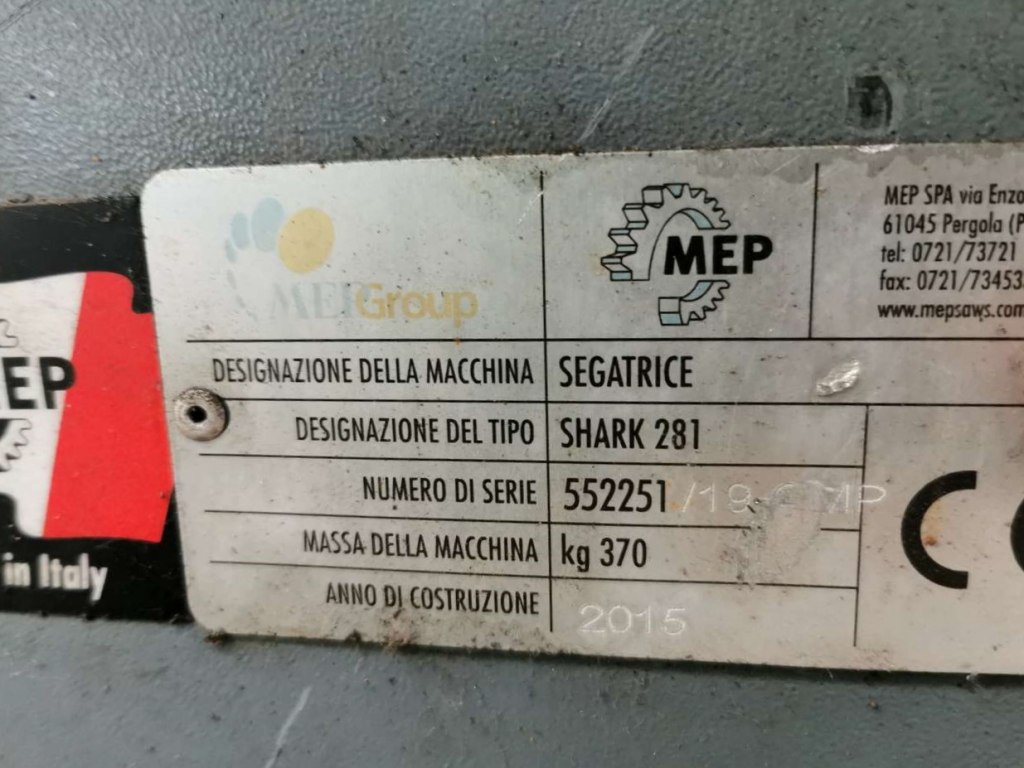 MEPGroup
MEP
MEP SPA via Enzo
61045 Pergola (P
tel: 0721/73721
fax: 0721/73453
www.mepsaws.com
DESIGNAZIONE DELLA MACCHINA SEGATRICE
DESIGNAZIONE DEL TIPO SHARK 281
NUMERO DI SERIE 552251/19
MASSA DELLA MACCHINA kg 370
ANNO DI COSTRUZIONE 2015
C
EP
in Italy